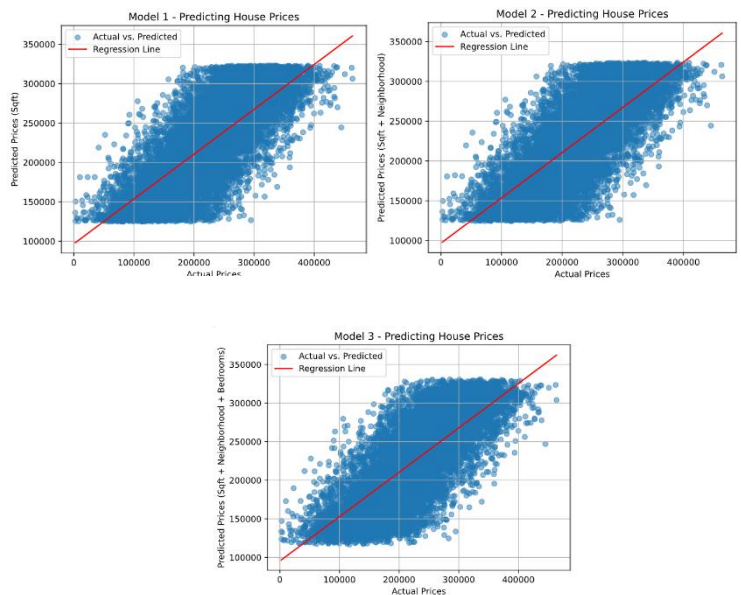 Model 1 - Predicting House Prices
Actual vs. Predicted
Regression Line
Predicted Prices (Sqft)
350000
300000
250000
200000
150000
100000
0
100000
200000
300000
400000
Actual Prices
Model 2 - Predicting House Prices
Actual vs. Predicted
Regression Line
Predicted Prices (Sqft + Neighborhood)
350000
300000
250000
200000
150000
100000
0
100000
200000
300000
400000
Actual Prices
Model 3 - Predicting House Prices
Actual vs. Predicted
Regression Line
Predicted Prices (Sqft + Neighborhood + Bedrooms)
350000
300000
250000
200000
150000
100000
0
100000
200000
300000
400000
Actual Prices